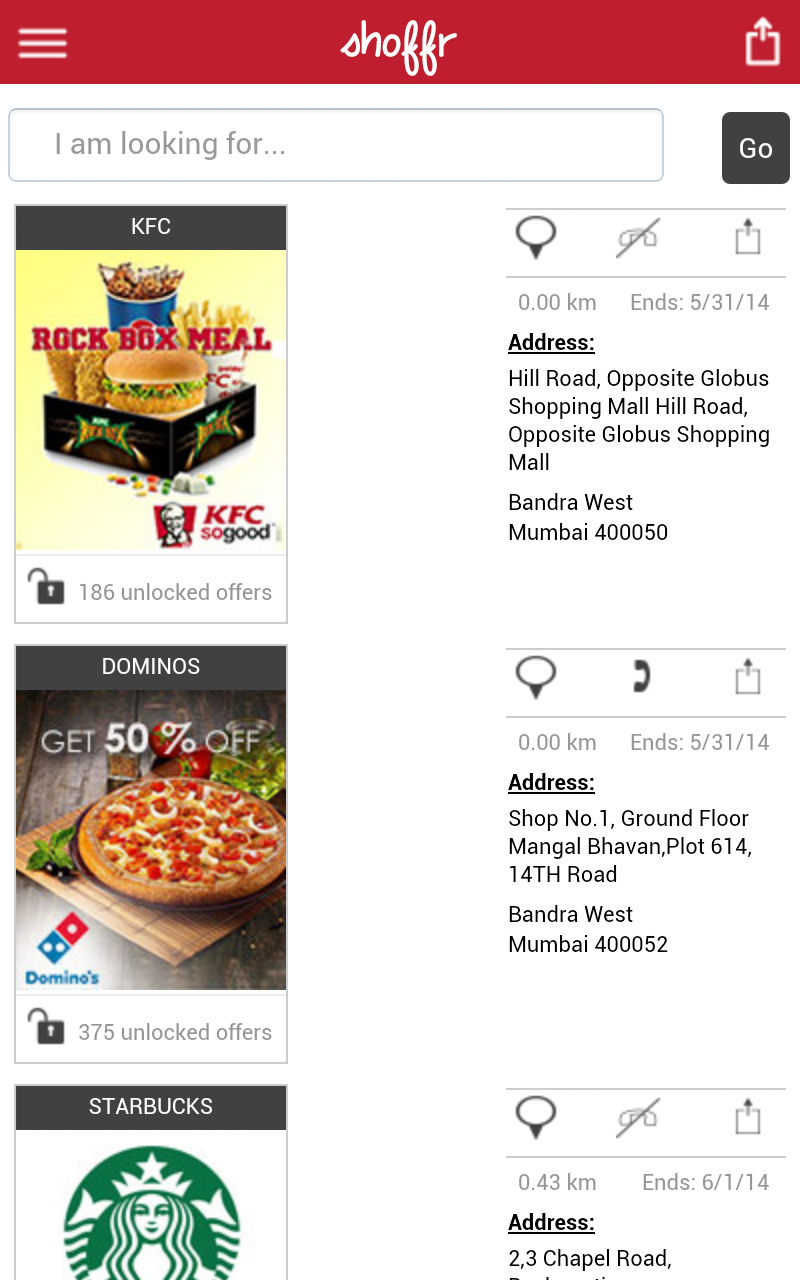 shoffr
I am looking for...
Go
KFC
ROCK BOX MEAL
KFC
ROCK BOX
KFC
so good
186 unlocked offers
0.00 km
Ends: 5/31/14
Address:
Hill Road, Opposite Globus
Shopping Mall Hill Road,
Opposite Globus Shopping
Mall
Bandra West
Mumbai 400050
DOMINOS
GET 50 % OFF
Domino's
375 unlocked offers
0.00 km
Ends: 5/31/14
Address:
Shop No.1, Ground Floor
Mangal Bhavan,Plot 614,
14TH Road
Bandra West
Mumbai 400052
STARBUCKS
0.43 km
Ends: 6/1/14
Address:
2,3 Chapel Road,